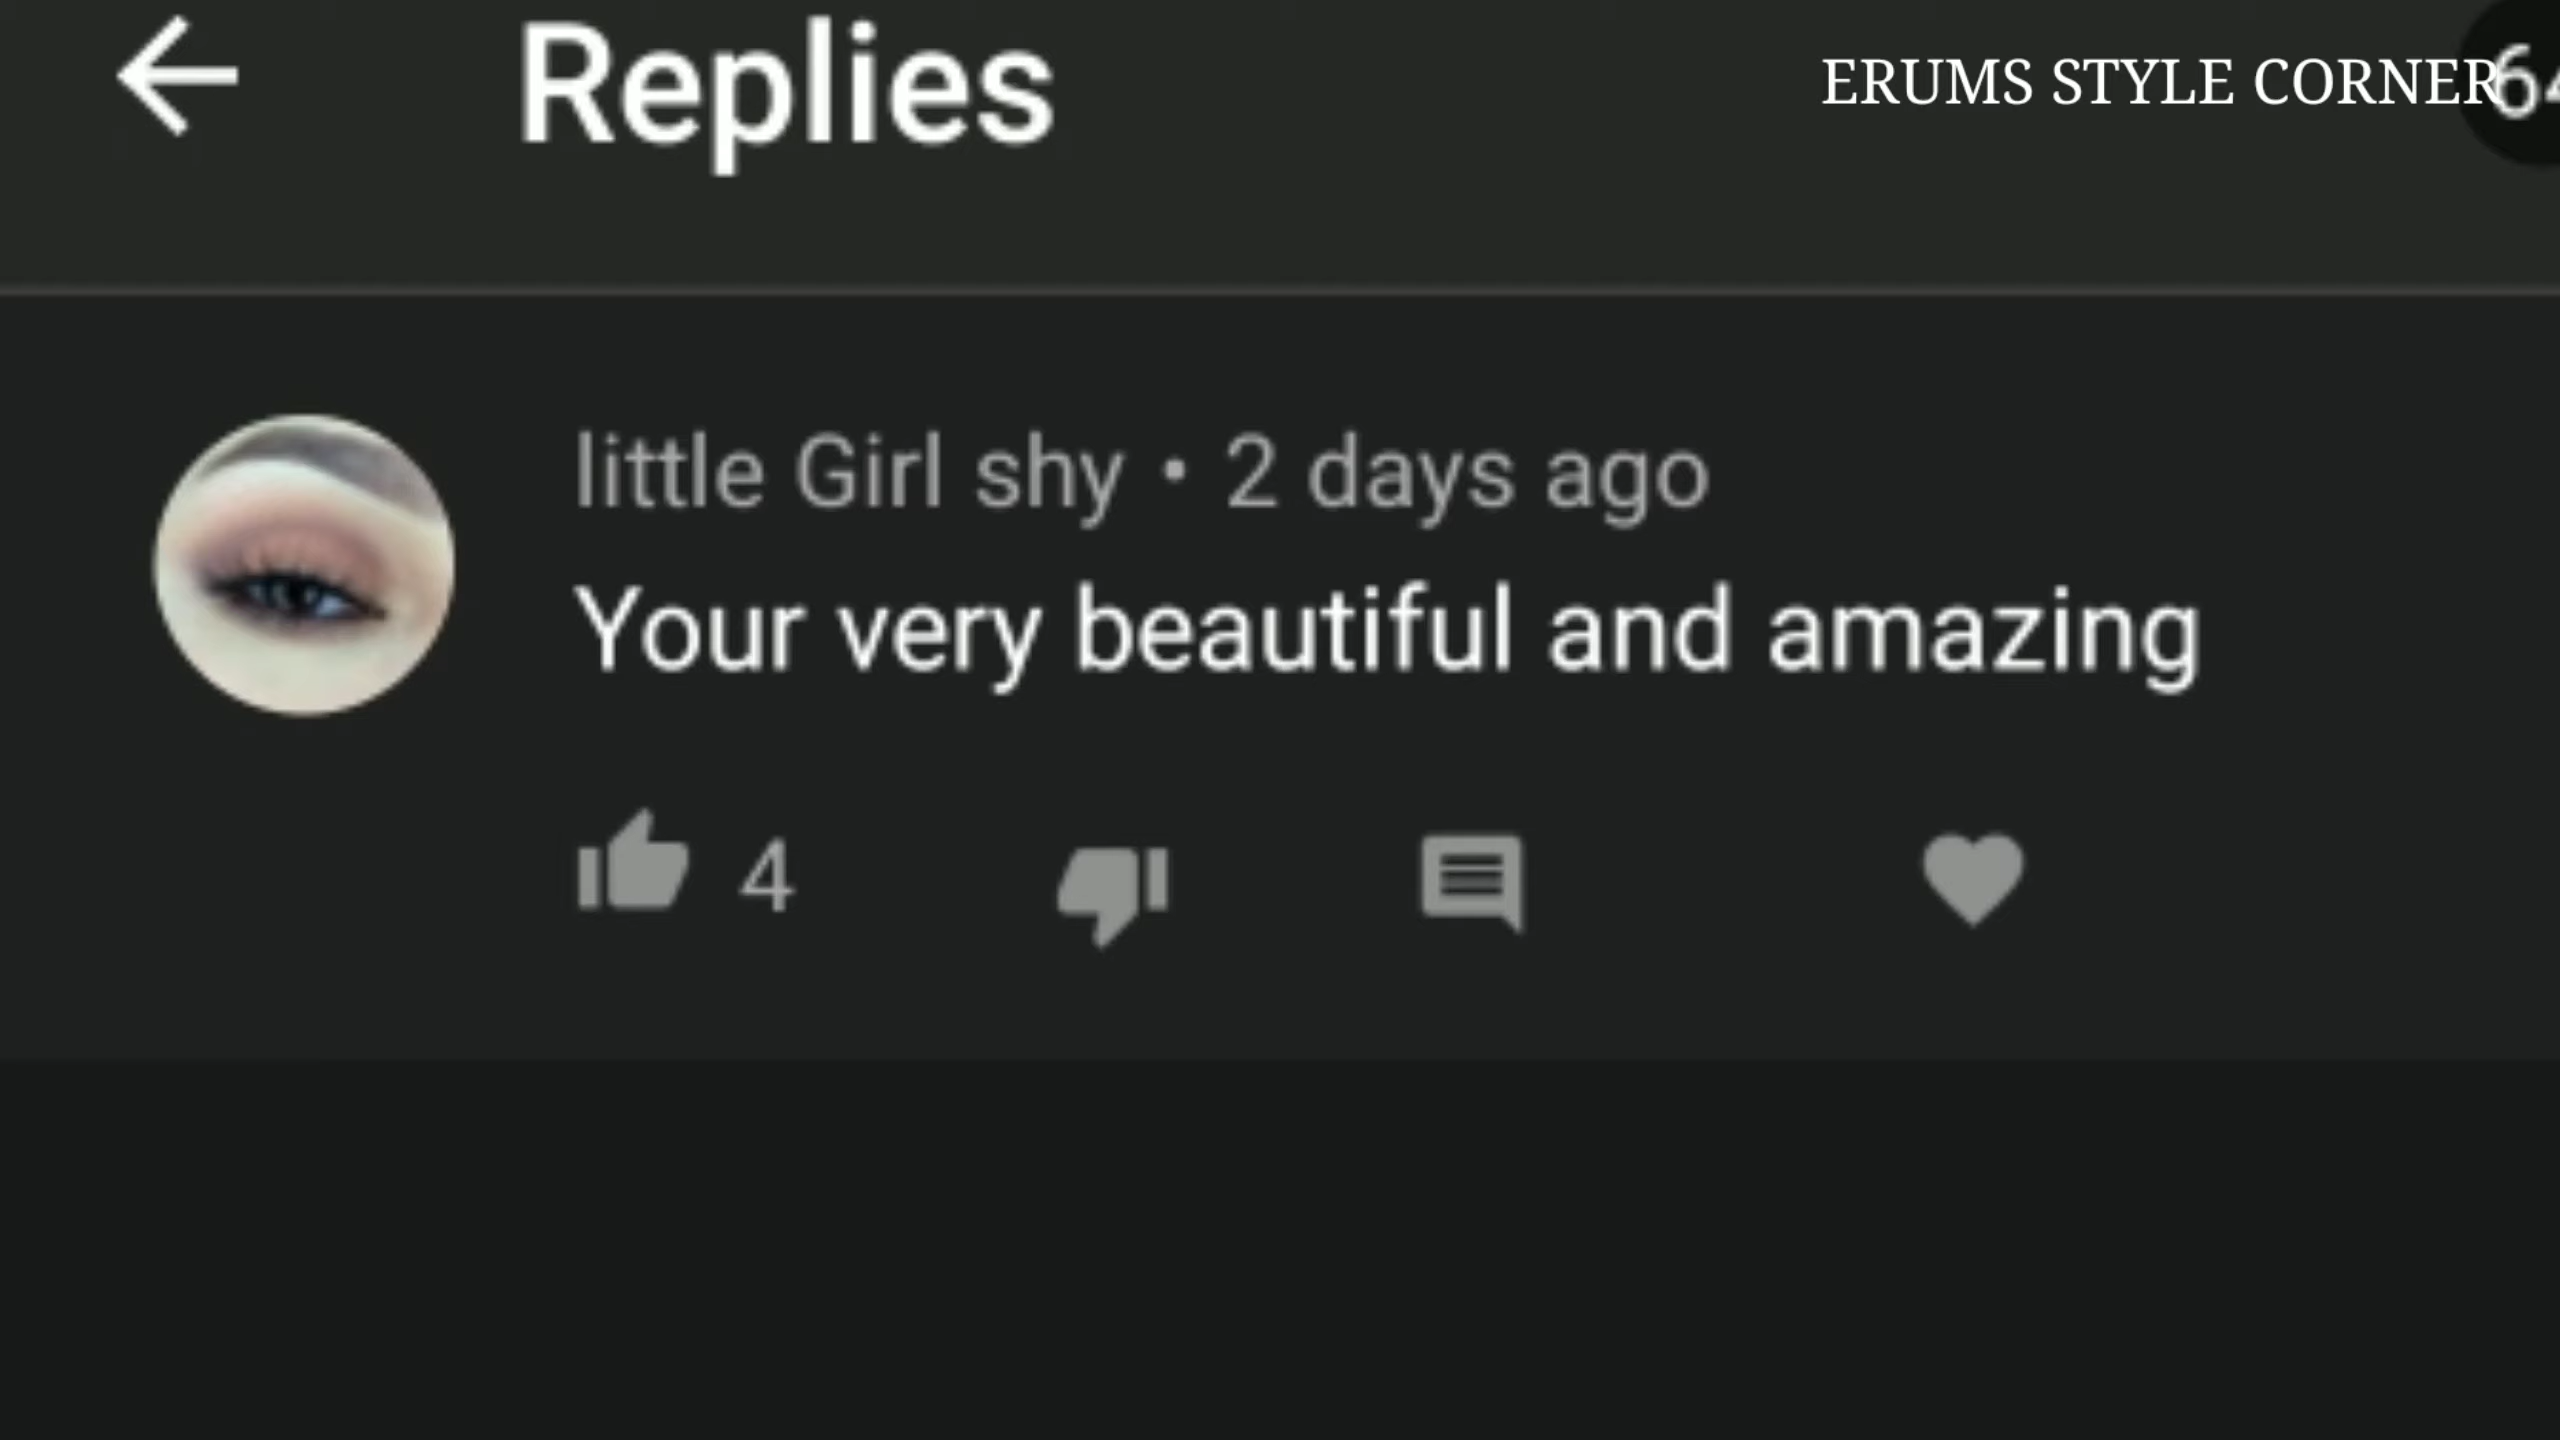 Replies
ERUMS STYLE CORNER
little Girl shy • 2 days ago
Your very beautiful and amazing
4